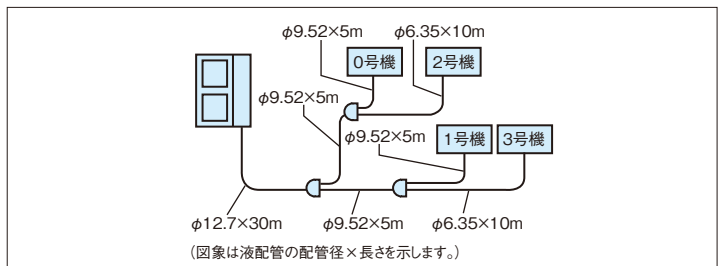 φ9.52×5m
φ6.35×10m
0号機
2号機
φ9.52×5m
φ9.52×5m
1号機
3号機
φ12.7×30m
φ9.52×5m
φ6.35×10m
(図象は液配管の配管径×長さを示します。)